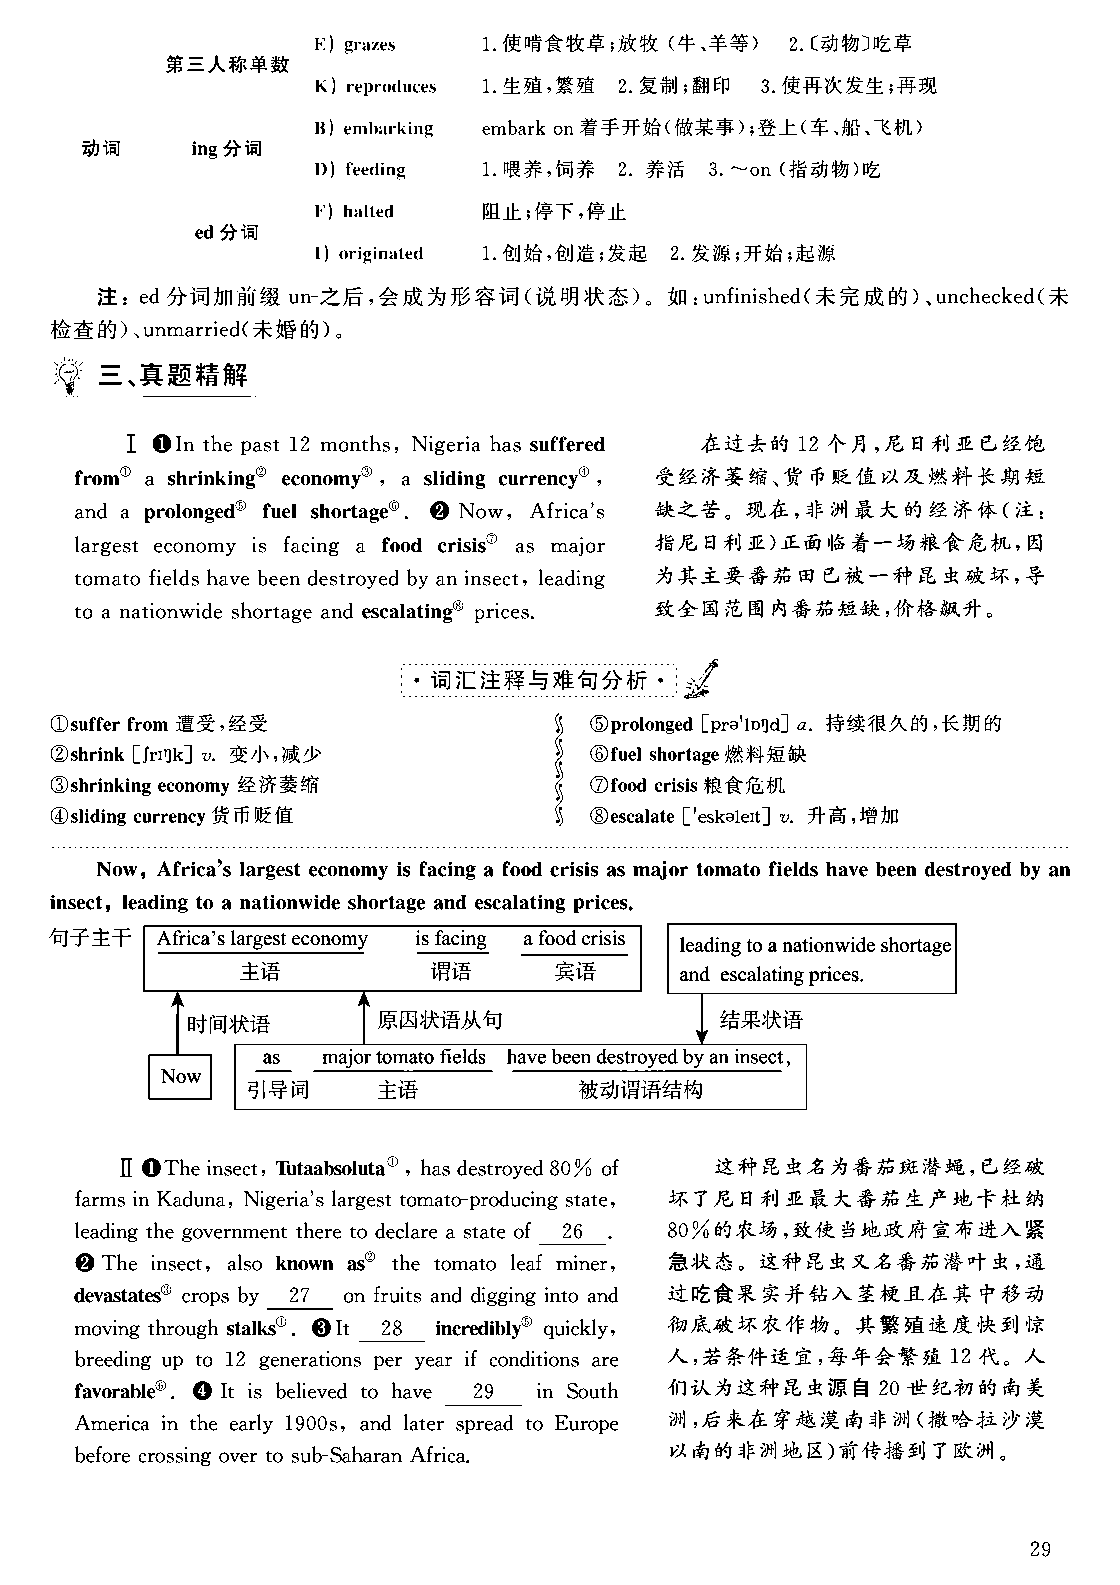 E) grazes 1.使啃食牧草;放牧(牛、羊等) 2.〔动物〕吃草
第三人称单数
K) reproduces 1.生殖,繁殖 2.复制;翻印 3.使再次发生;再现
B) embarking embark on 着手开始(做某事);登上(车、船、飞机)
动词 ing 分词
D) feeding 1.喂养,饲养 2. 养活 3.～on (指动物)吃
F) halted 阻止;停下,停止
ed 分词
I) originated 1.创始,创造;发起 2.发源;开始;起源
注: ed 分词加前缀 un-之后,会成为形容词(说明状态)。如:unfinished(未完成的)、unchecked(未
检查的)、unmarried(未婚的)。
三、真题精解
Ⅰ ❶In the past 12 months, Nigeria has suffered
from① a shrinking② economy③, a sliding currency④,
and a prolonged⑤ fuel shortage⑥. ❷ Now, Africa's
largest economy is facing a food crisis⑦ as major
tomato fields have been destroyed by an insect, leading
to a nationwide shortage and escalating⑧ prices.
在过去的 12 个月,尼日利亚已经饱
受经济萎缩、货币贬值以及燃料长期短
缺之苦。现在,非洲最大的经济体(注:
指尼日利亚)正面临着一场粮食危机,因
为其主要番茄田已被一种昆虫破坏,导
致全国范围内番茄短缺,价格飙升。
·词汇注释与难句分析·
①suffer from 遭受,经受
②shrink [ʃrɪŋk] v. 变小,减少
③shrinking economy 经济萎缩
④sliding currency 货币贬值
⑤prolonged [prə'lɒŋd] a. 持续很久的,长期的
⑥fuel shortage 燃料短缺
⑦food crisis 粮食危机
⑧escalate ['eskəleɪt] v. 升高,增加
Now, Africa's largest economy is facing a food crisis as major tomato fields have been destroyed by an
insect, leading to a nationwide shortage and escalating prices.
句子主干 Africa's largest economy is facing a food crisis
主语 谓语 宾语
leading to a nationwide shortage
and escalating prices.
时间状语 原因状语从句 结果状语
Now
as major tomato fields have been destroyed by an insect,
引导词 主语 被动谓语结构
Ⅱ ❶The insect, Tutaabsoluta①, has destroyed 80% of
farms in Kaduna, Nigeria's largest tomato-producing state,
leading the government there to declare a state of 26 .
❷ The insect, also known as② the tomato leaf miner,
devastates③ crops by 27 on fruits and digging into and
moving through stalks④. ❸It 28 incredibly⑤ quickly,
breeding up to 12 generations per year if conditions are
favorable⑥. ❹ It is believed to have 29 in South
America in the early 1900s, and later spread to Europe
before crossing over to sub-Saharan Africa.
这种昆虫名为番茄斑潜蝇,已经破
坏了尼日利亚最大番茄生产地卡杜纳
80%的农场,致使当地政府宣布进入紧
急状态。这种昆虫又名番茄潜叶虫,通
过吃食果实并钻入茎梗且在其中移动
彻底破坏农作物。其繁殖速度快到惊
人,若条件适宜,每年会繁殖 12 代。人
们认为这种昆虫源自 20 世纪初的南美
洲,后来在穿越漠南非洲(撒哈拉沙漠
以南的非洲地区)前传播到了欧洲。
29